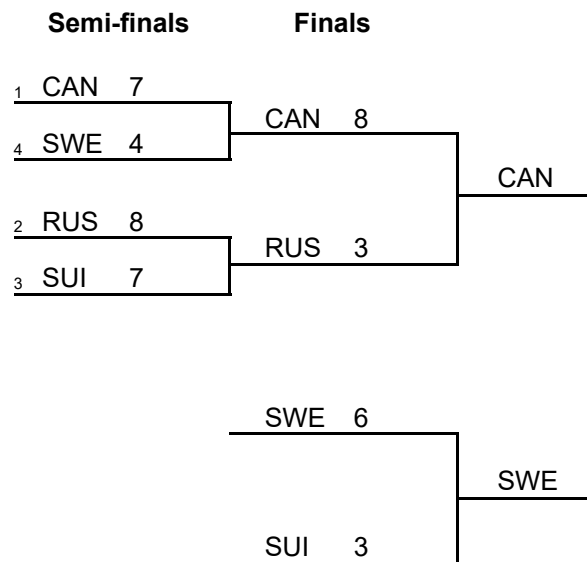 Semi-finals Finals
1 CAN 7
CAN 8
4 SWE 4
CAN
2 RUS 8
RUS 3
3 SUI 7
SWE 6
SWE
SUI 3